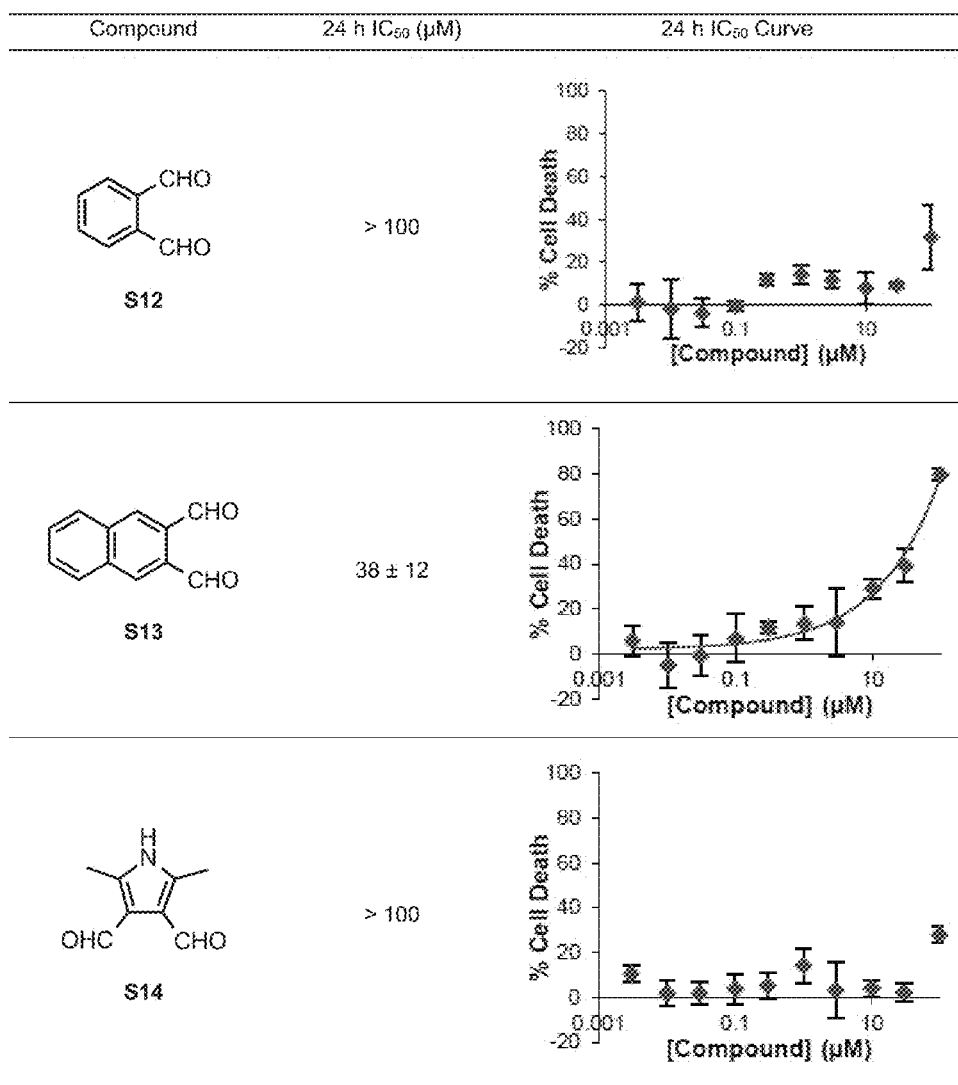 Compound 24 h IC₅₀ (µM) 24 h IC₅₀ Curve
CHO
CHO
S12
> 100
% Cell Death
100
80
60
40
20
0
-20
0.001 0.1 10
[Compound] (µM)
CHO
CHO
S13
38 ± 12
% Cell Death
100
80
60
40
20
0
-20
0.001 0.1 10
[Compound] (µM)
H
N
OHC CHO
S14
> 100
% Cell Death
100
80
60
40
20
0
-20
0.001 0.1 10
[Compound] (µM)